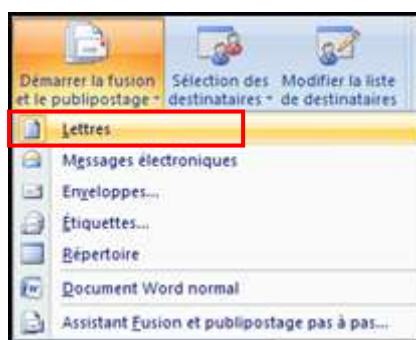 Démarrer la fusion
et le publipostage
Sélection des
destinataires
Modifier la liste
de destinataires
Lettres
Messages électroniques
Enveloppes...
Étiquettes...
Répertoire
Document Word normal
Assistant Fusion et publipostage pas à pas...